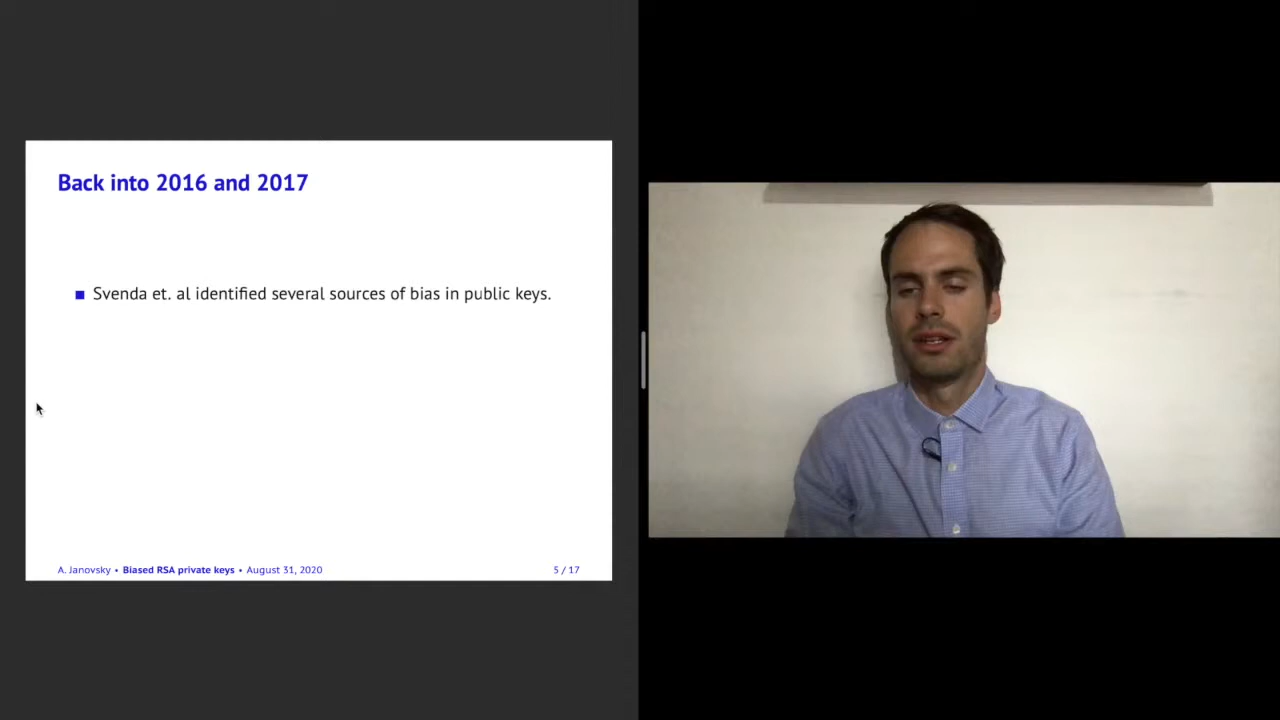 Back into 2016 and 2017
Svenda et. al identified several sources of bias in public keys.
A. Janovsky • Biased RSA private keys • August 31, 2020
5 / 17